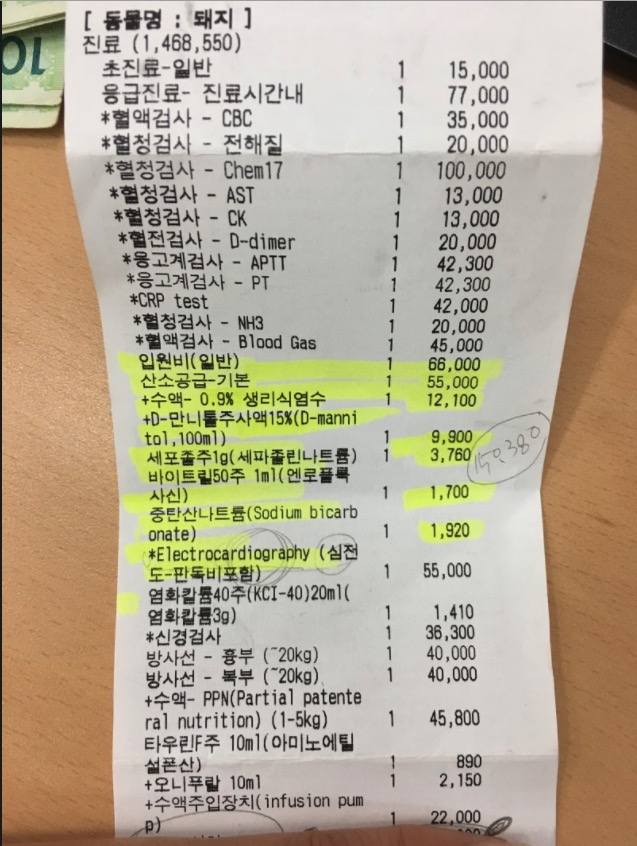 10
[ 동물명 : 돼지 ]
진료 (1,468,550)
초진료-일반 1 15,000
응급진료- 진료시간내 1 77,000
*혈액검사 - CBC 1 35,000
*혈청검사 - 전해질 1 20,000
*혈청검사 - Chem17 1 100,000
*혈청검사 - AST 1 13,000
*혈청검사 - CK 1 13,000
*혈전검사 - D-dimer 1 20,000
*응고계검사 - APTT 1 42,300
*응고계검사 - PT 1 42,300
*CRP test 1 42,000
*혈청검사 - NH3 1 20,000
*혈액검사 - Blood Gas 1 45,000
입원비(일반) 1 66,000
산소공급-기본 1 55,000
+수액- 0.9% 생리식염수 1 12,100
+D-만니톨주사액15%(D-manni
tol,100ml) 1 9,900
세포졸주1g(세파졸린나트륨) 1 3,760
150,380
바이트릴50주 1ml(엔로플록
사신) 1 1,700
중탄산나트륨(Sodium bicarb
onate) 1 1,920
*Electrocardiography (심전
도-판독비포함) 1 55,000
염화칼륨40주(KCl-40)20ml(
염화칼륨3g) 1 1,410
*신경검사 1 36,300
방사선 - 흉부 (~20kg) 1 40,000
방사선 - 복부 (~20kg) 1 40,000
+수액- PPN(Partial patente
ral nutrition) (1-5kg) 1 45,800
타우린F주 10ml(아미노에틸
설폰산) 1 890
+오니푸랄 10ml 1 2,150
+수액주입장치(infusion pum
p) 1 22,000